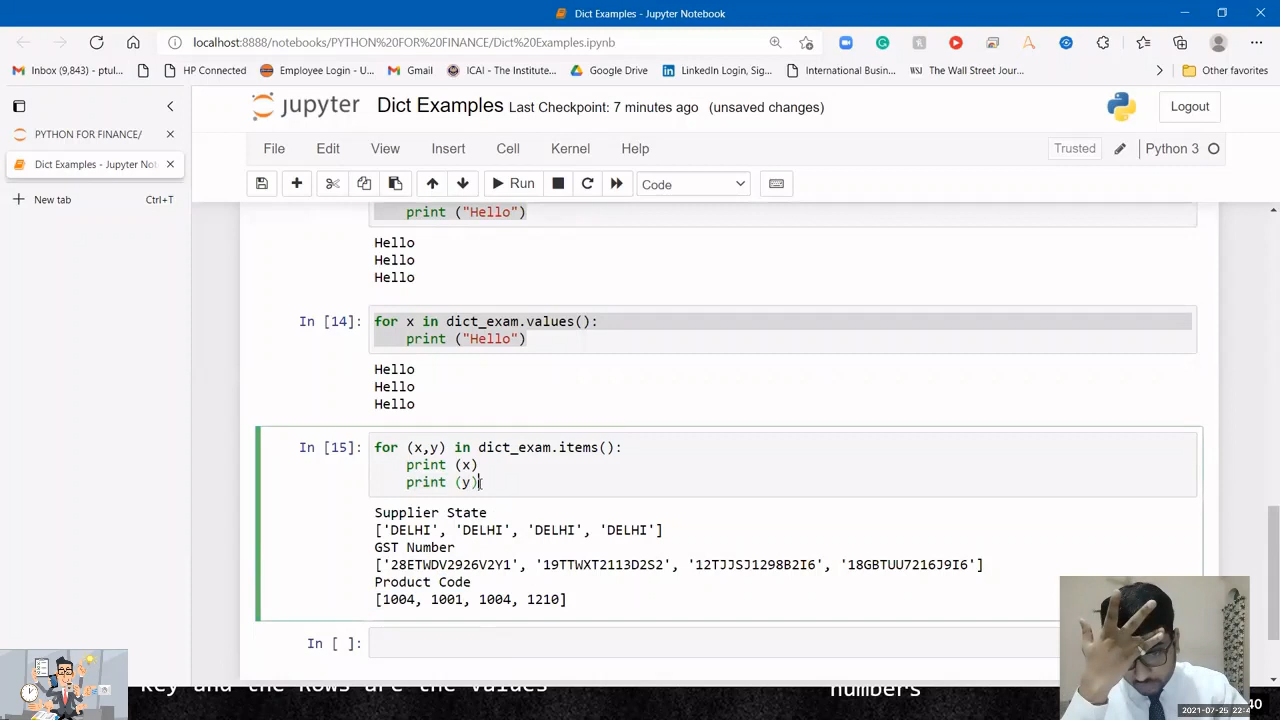 Dict Examples - Jupyter Notebook
localhost:8888/notebooks/PYTHON%20FOR%20FINANCE/Dict%20Examples.ipynb
Inbox (9,843) - ptul... HP Connected Employee Login - U... Gmail ICAI - The Institute... Google Drive LinkedIn Login, Sig... International Busin... WSJ The Wall Street Jour... Other favorites
PYTHON FOR FINANCE/
Dict Examples - Jupyter Not
New tab Ctrl+T
jupyter Dict Examples Last Checkpoint: 7 minutes ago (unsaved changes) Logout
File Edit View Insert Cell Kernel Help Trusted Python 3
Run Code
print ("Hello")
Hello
Hello
Hello
In [14]: for x in dict_exam.values():
print ("Hello")
Hello
Hello
Hello
In [15]: for (x,y) in dict_exam.items():
print (x)
print (y)
Supplier State
['DELHI', 'DELHI', 'DELHI', 'DELHI']
GST Number
['28ETWDV2926V2Y1', '19TTWXT2113D2S2', '12TJJSJ1298B2I6', '18GBTUU7216J9I6']
Product Code
[1004, 1001, 1004, 1210]
In [ ]:
key and the Rows are the values
numbers
2021-07-25 40